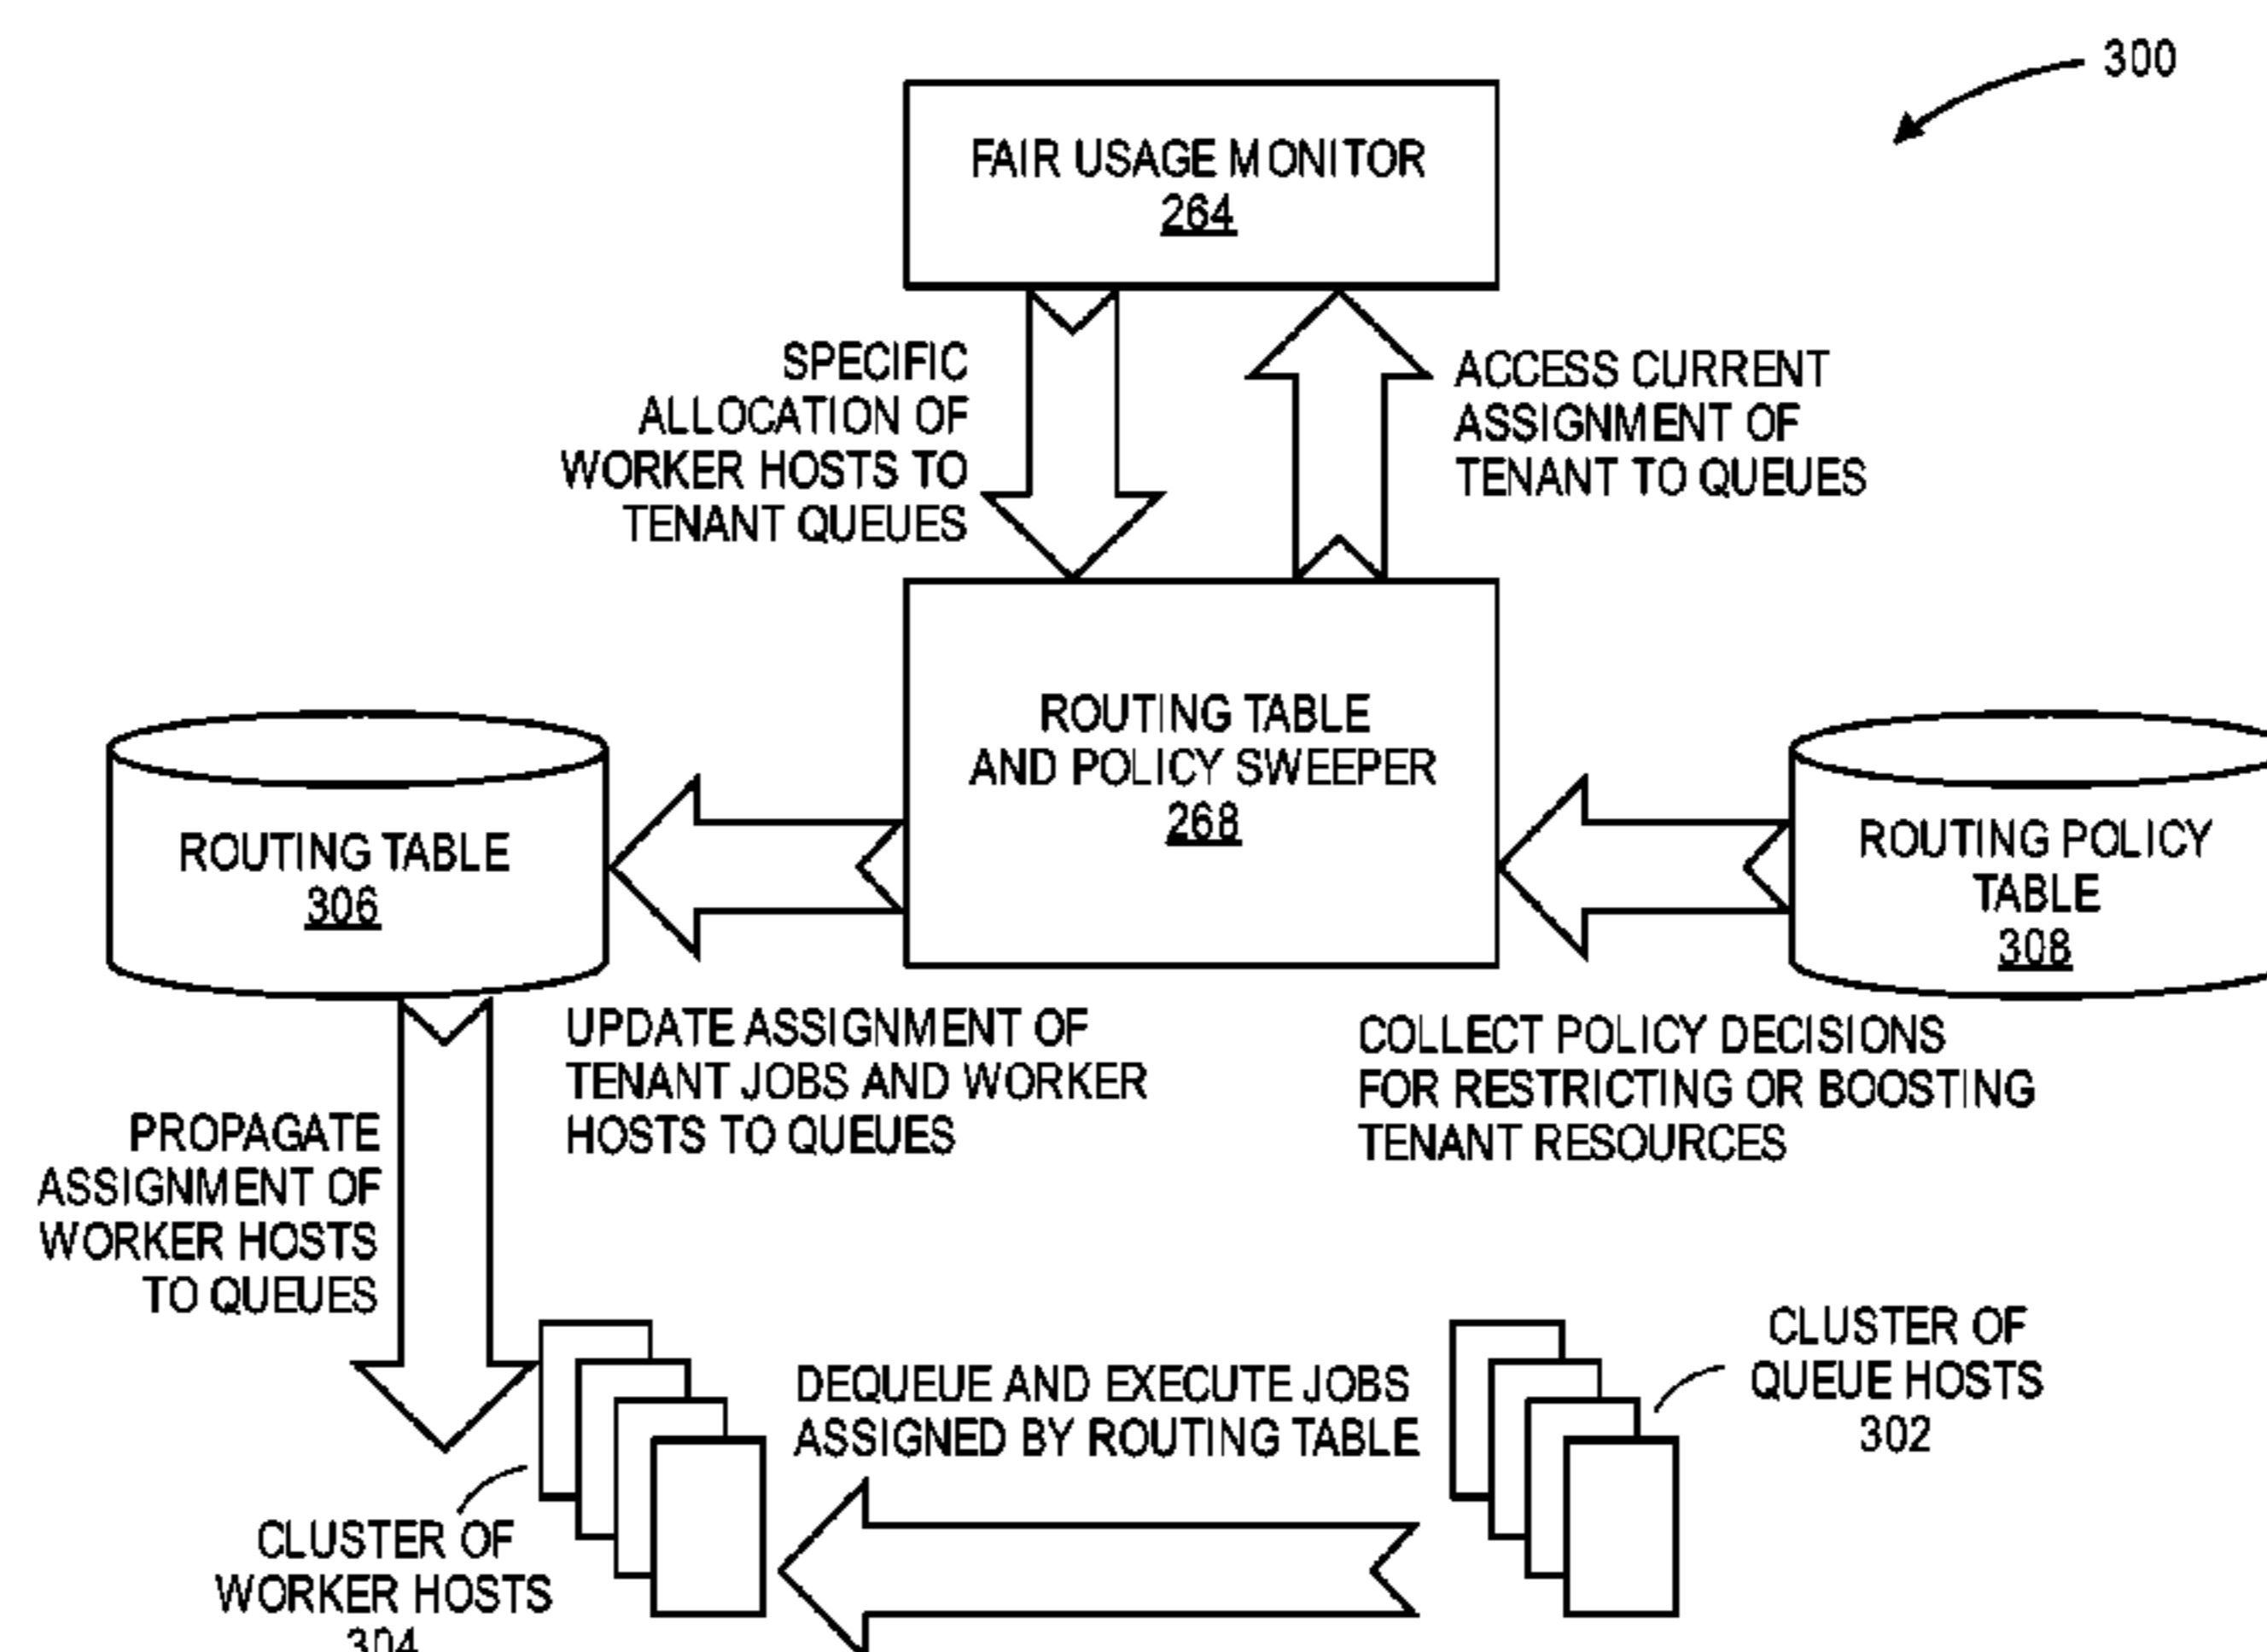 300
FAIR USAGE MONITOR
264
SPECIFIC
ALLOCATION OF
WORKER HOSTS TO
TENANT QUEUES
ACCESS CURRENT
ASSIGNMENT OF
TENANT TO QUEUES
ROUTING TABLE
AND POLICY SWEEPER
268
ROUTING TABLE
306
ROUTING POLICY
TABLE
308
UPDATE ASSIGNMENT OF
TENANT JOBS AND WORKER
HOSTS TO QUEUES
COLLECT POLICY DECISIONS
FOR RESTRICTING OR BOOSTING
TENANT RESOURCES
PROPAGATE
ASSIGNMENT OF
WORKER HOSTS
TO QUEUES
DEQUEUE AND EXECUTE JOBS
ASSIGNED BY ROUTING TABLE
CLUSTER OF
QUEUE HOSTS
302
CLUSTER OF
WORKER HOSTS
304